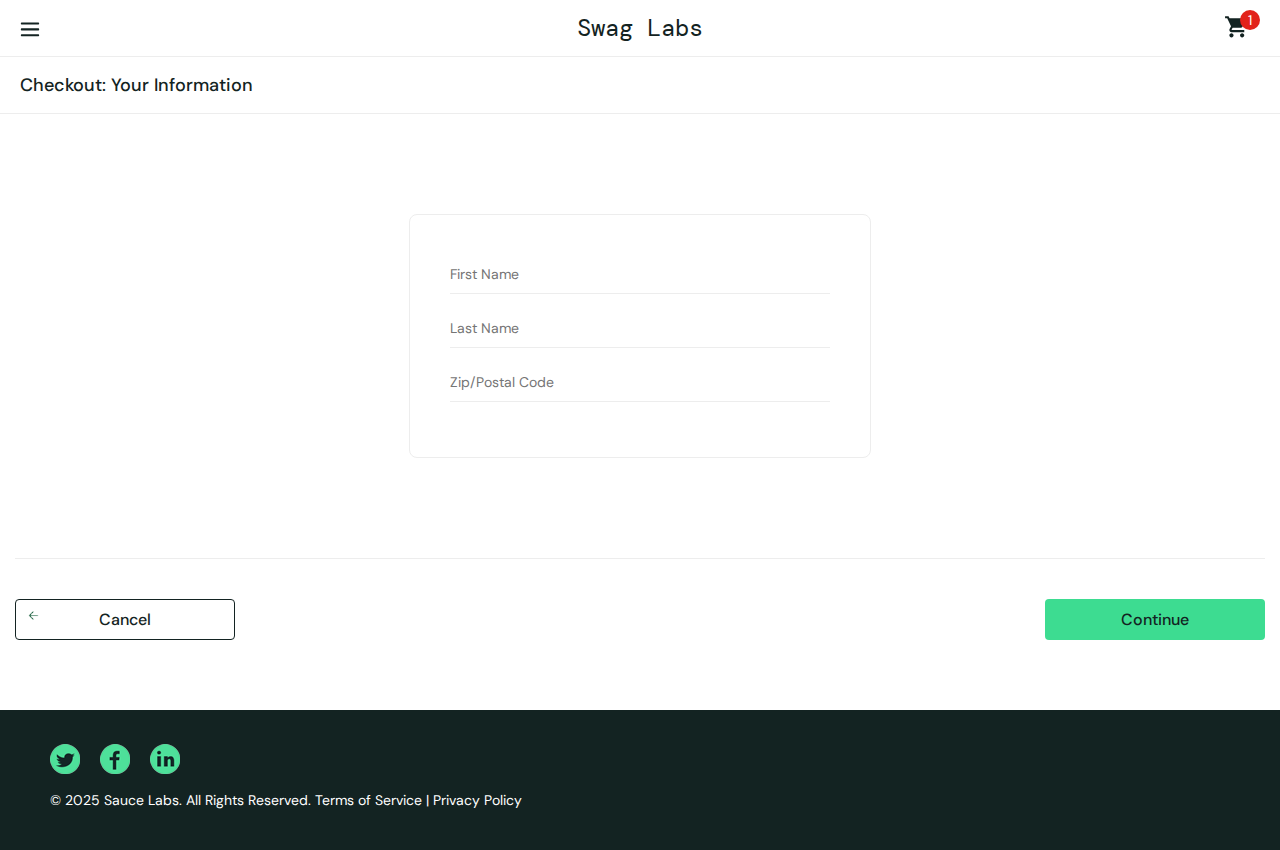 Swag Labs
1
Checkout: Your Information
First Name
Last Name
Zip/Postal Code
Cancel
Continue
© 2025 Sauce Labs. All Rights Reserved. Terms of Service | Privacy Policy